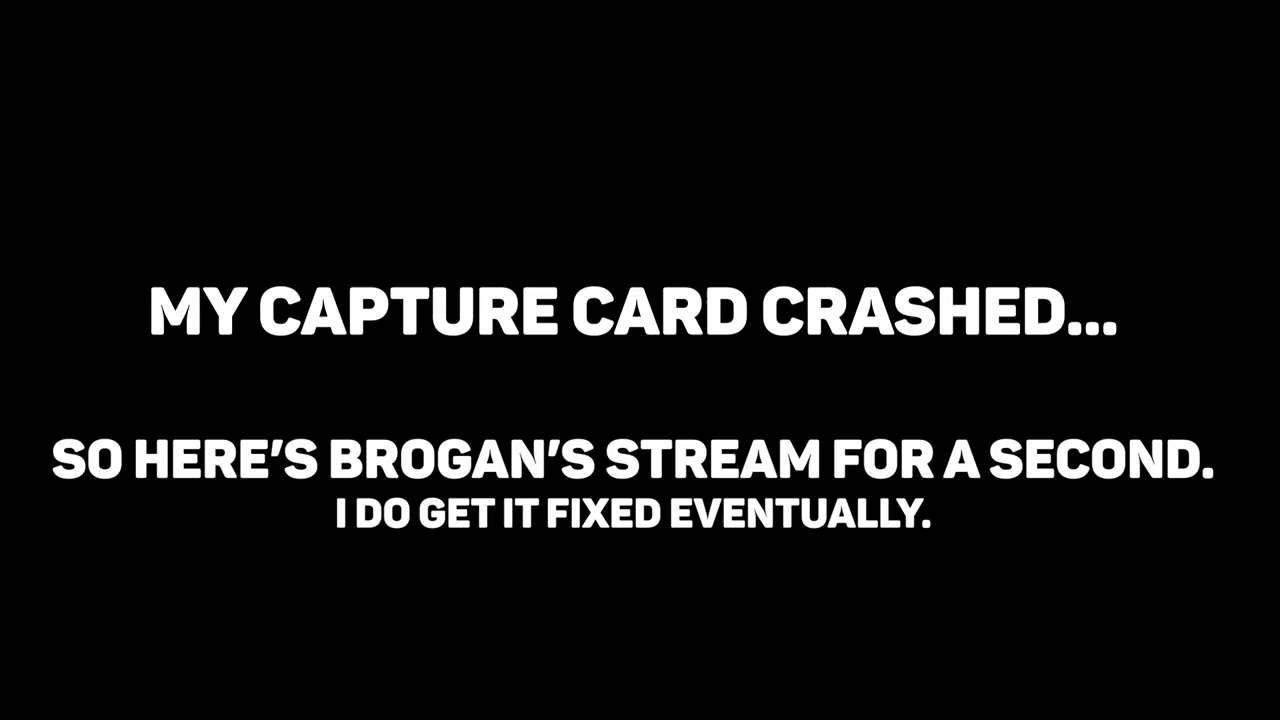 MY CAPTURE CARD CRASHED...
SO HERE'S BROGAN'S STREAM FOR A SECOND.
I DO GET IT FIXED EVENTUALLY.